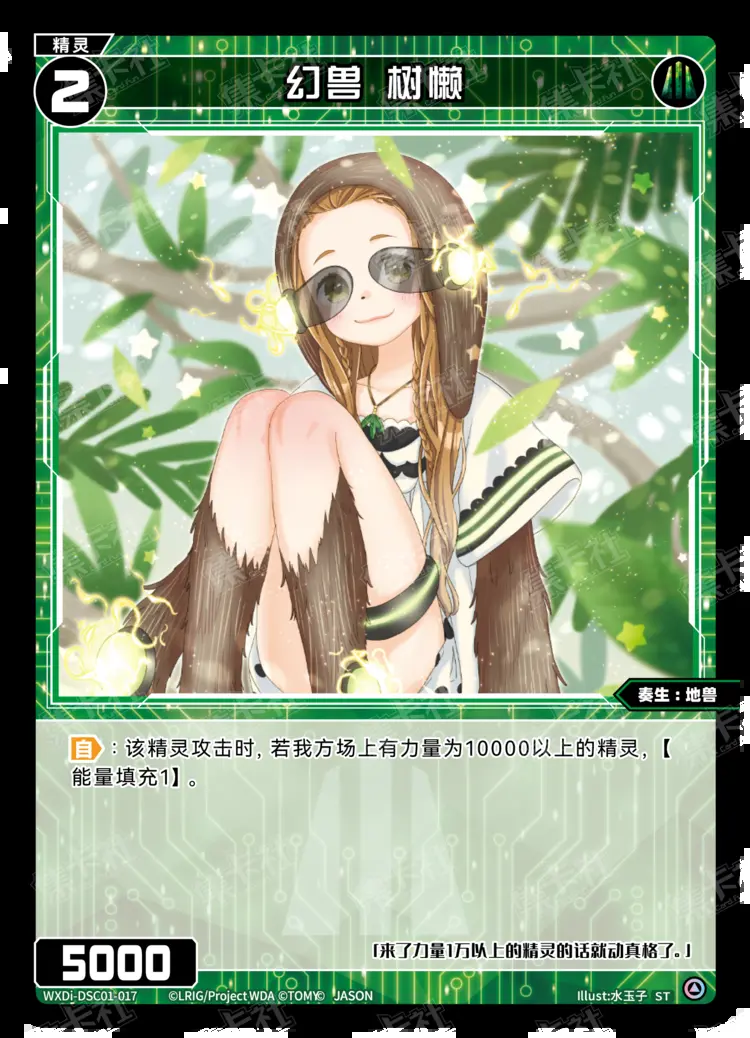 精灵
2
幻兽 树懒
奏生：地兽
自：该精灵攻击时, 若我方场上有力量为10000以上的精灵, 【
能量填充1】。
「来了力量1万以上的精灵的话就动真格了。」
5000
WXDi-DSC01-017 ©LRIG/Project WDA ©TOMY© JASON Illust:水玉子 ST
集卡社